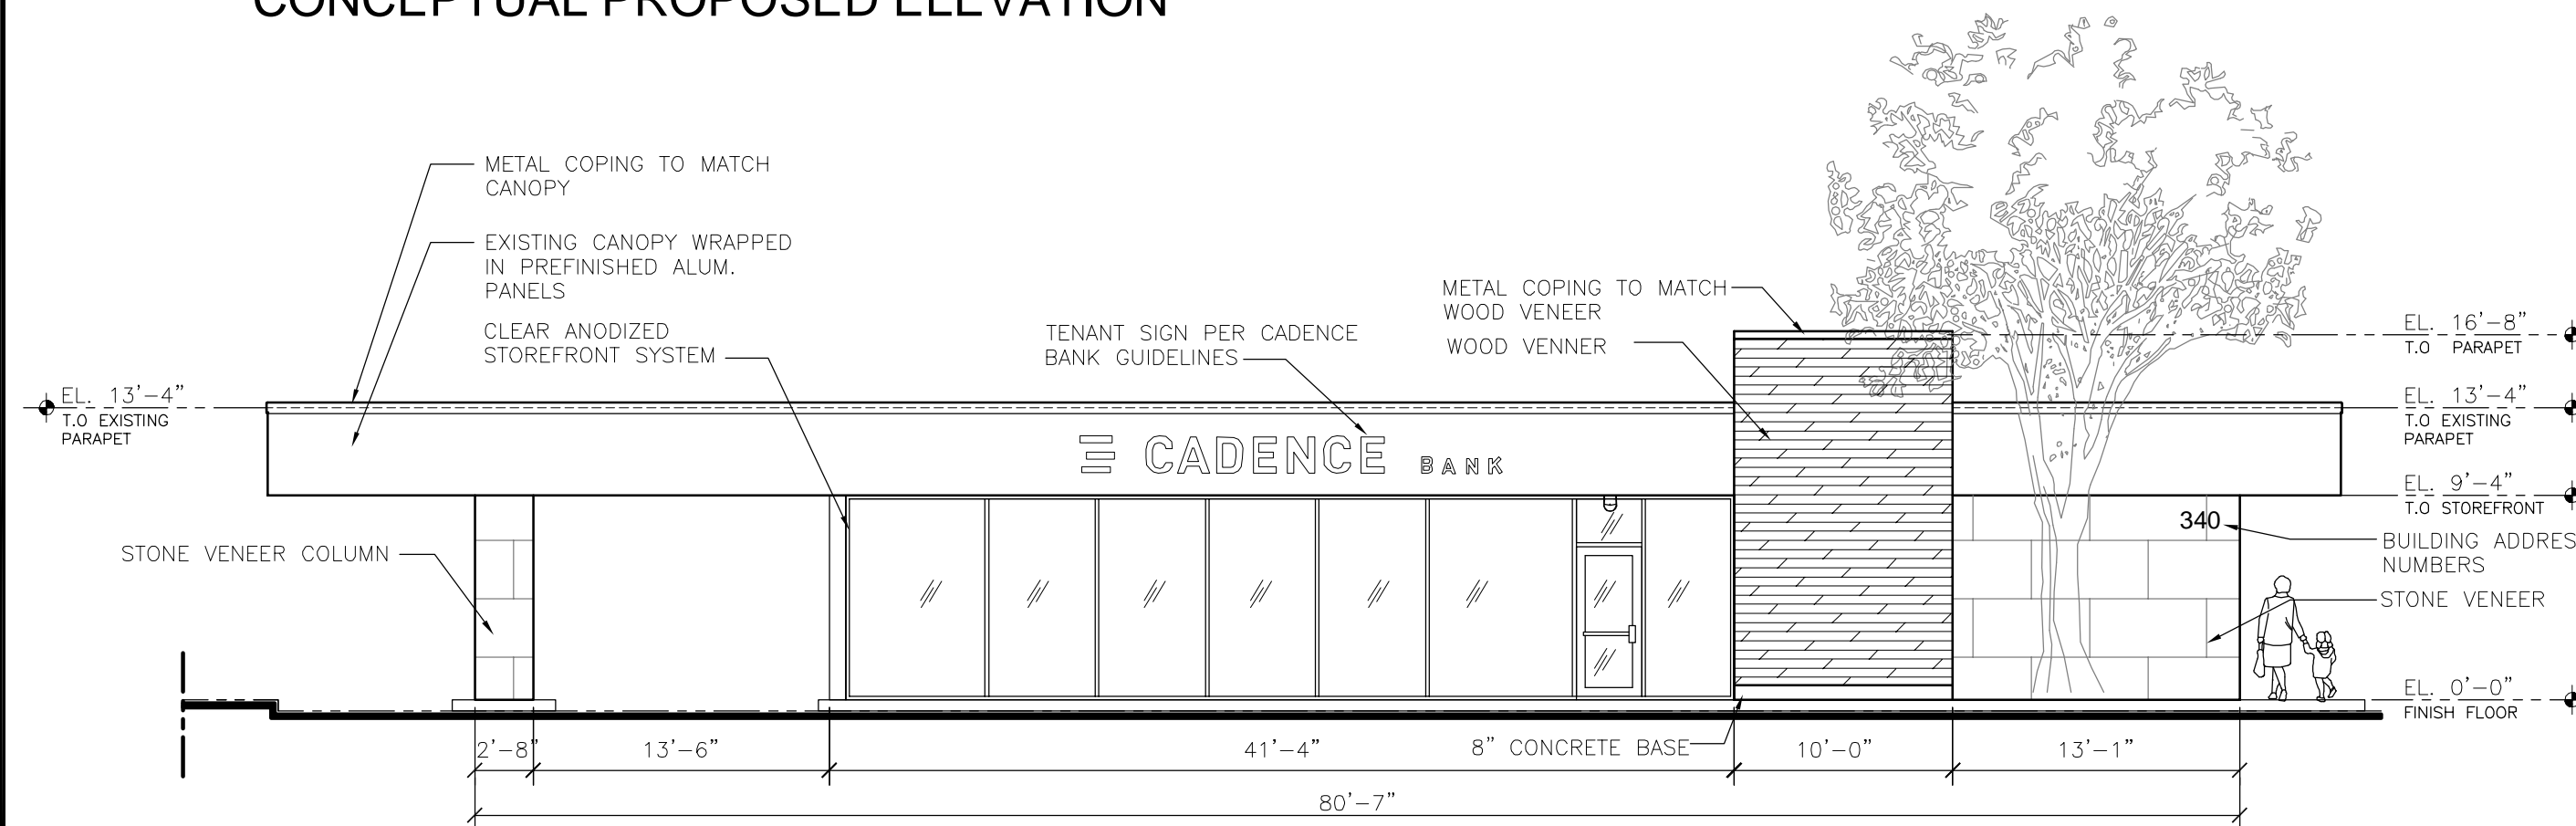 CONCEPTUAL PROPOSED ELEVATION
METAL COPING TO MATCH
CANOPY
EXISTING CANOPY WRAPPED
IN PREFINISHED ALUM.
PANELS
CLEAR ANODIZED
STOREFRONT SYSTEM
TENANT SIGN PER CADENCE
BANK GUIDELINES
METAL COPING TO MATCH
WOOD VENEER
WOOD VENNER
EL. 16'-8"
T.O PARAPET
EL. 13'-4"
T.O EXISTING
PARAPET
EL. 13'-4"
T.O EXISTING
PARAPET
CADENCE BANK
EL. 9'-4"
T.O STOREFRONT
340
BUILDING ADDRES
NUMBERS
STONE VENEER COLUMN
STONE VENEER
EL. 0'-0"
FINISH FLOOR
2'-8" 13'-6" 41'-4" 8" CONCRETE BASE 10'-0" 13'-1"
80'-7"